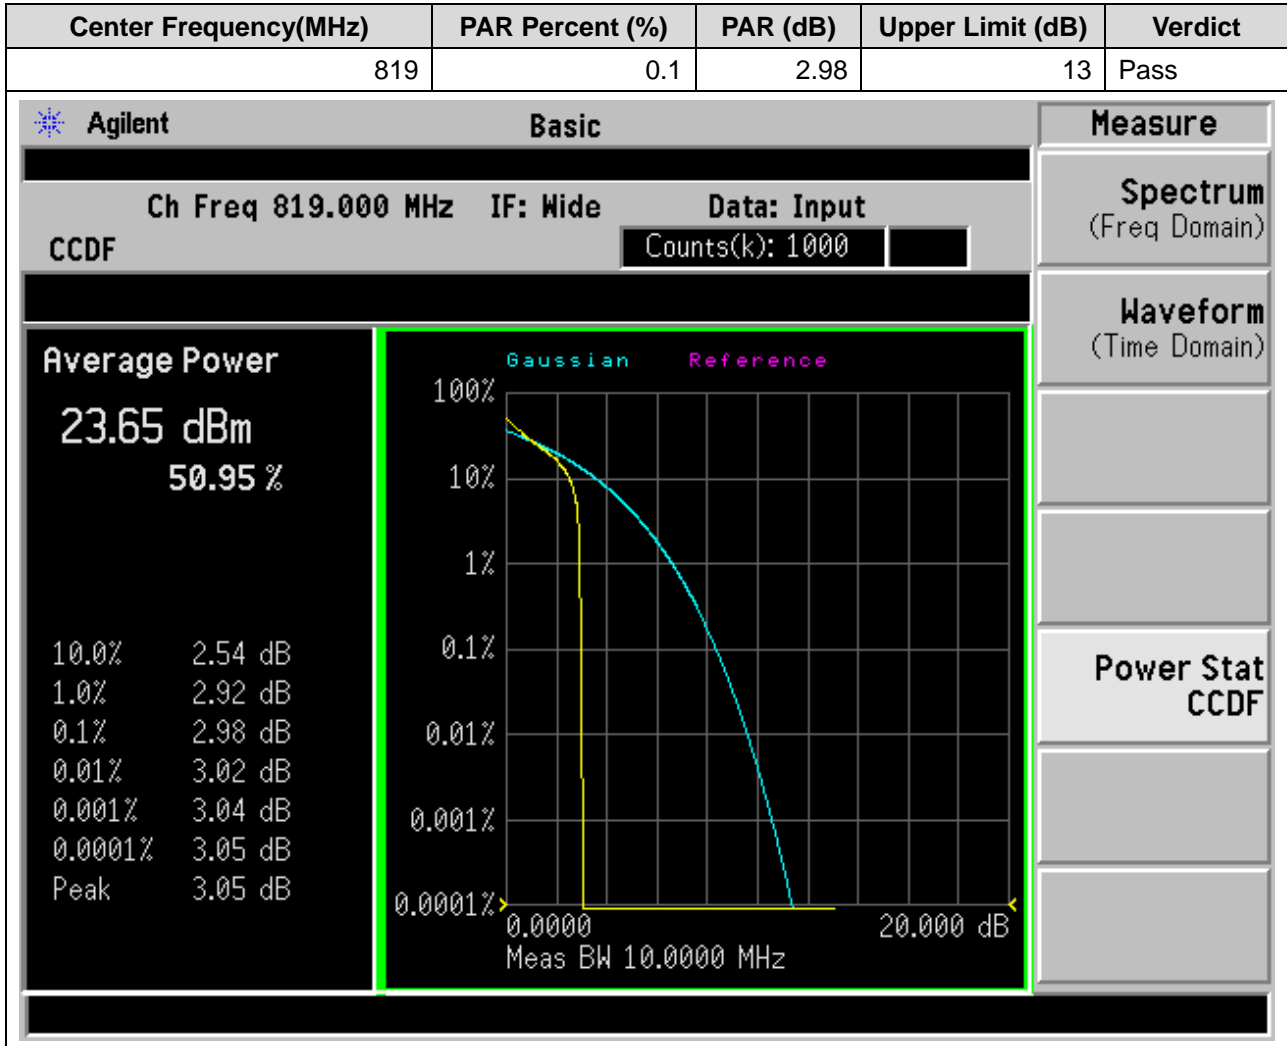 Center Frequency(MHz) PAR Percent (%) PAR (dB) Upper Limit (dB) Verdict
819 0.1 2.98 13 Pass
Agilent Basic Measure
Ch Freq 819.000 MHz IF: Wide Data: Input
CCDF Counts(k): 1000
Spectrum
(Freq Domain)
Waveform
(Time Domain)
Power Stat
CCDF
Average Power
23.65 dBm
50.95 %
10.0% 2.54 dB
1.0% 2.92 dB
0.1% 2.98 dB
0.01% 3.02 dB
0.001% 3.04 dB
0.0001% 3.05 dB
Peak 3.05 dB
Gaussian Reference
100%
10%
1%
0.1%
0.01%
0.001%
0.0001%
0.0000 20.000 dB
Meas BW 10.0000 MHz